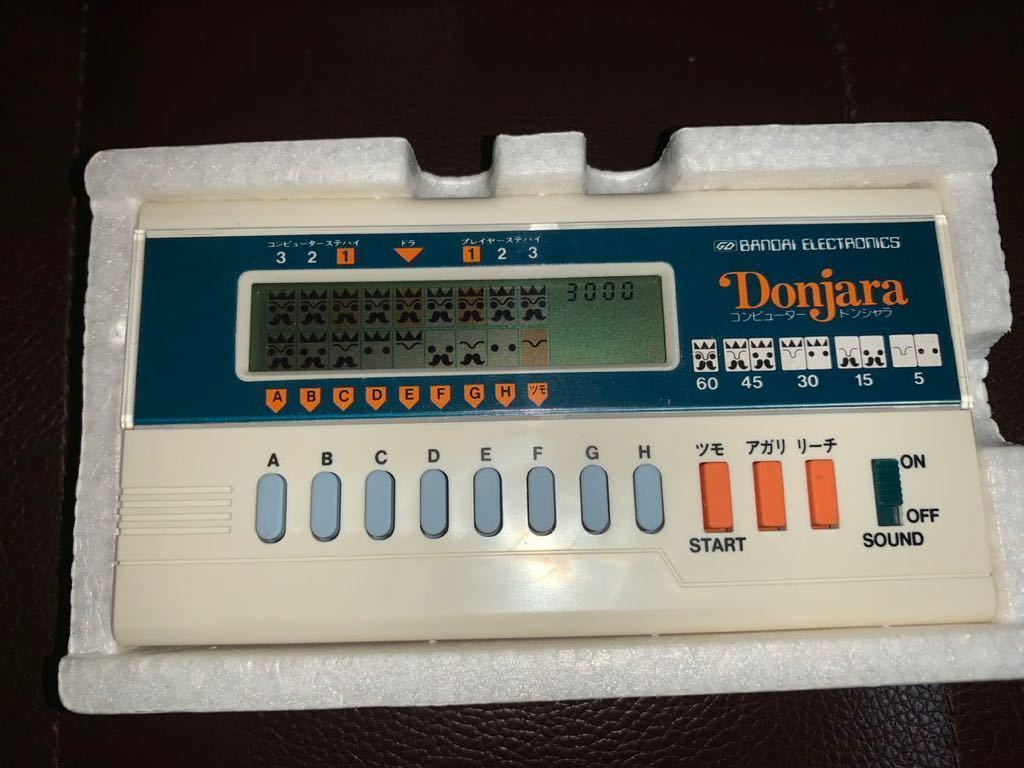 コンピューターステハイ ドラ プレイヤーステハイ
3 2 1 1 2 3
BANDAI ELECTRONICS
3000
Donjara
コンピューター ドンジャラ
60 45 30 15 5
A B C D E F G H ツモ
A B C D E F G H
ツモ アガリ リーチ
ON
OFF
START
SOUND